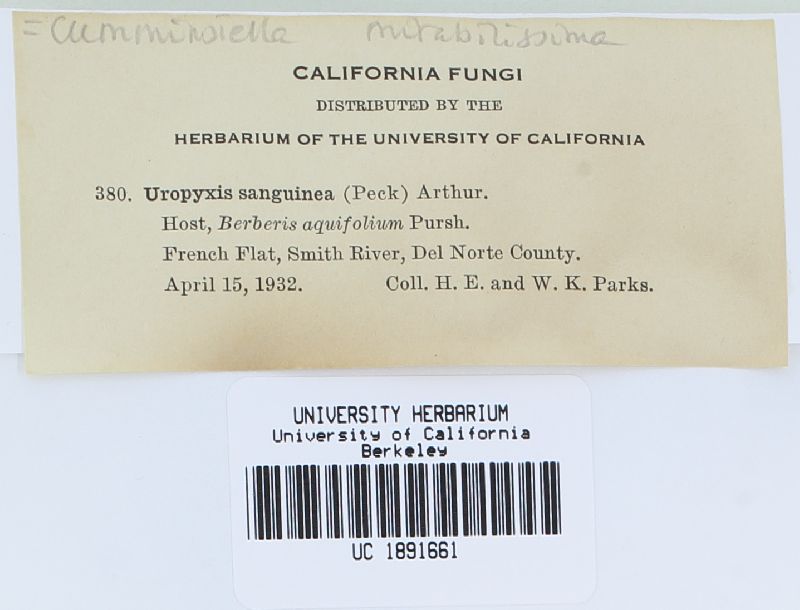 = Cumminsiella mirabilissima
CALIFORNIA FUNGI
DISTRIBUTED BY THE
HERBARIUM OF THE UNIVERSITY OF CALIFORNIA
380. Uropyxis sanguinea (Peck) Arthur.
Host, Berberis aquifolium Pursh.
French Flat, Smith River, Del Norte County.
April 15, 1932. Coll. H. E. and W. K. Parks.
UNIVERSITY HERBARIUM
University of California
Berkeley
UC 1891661